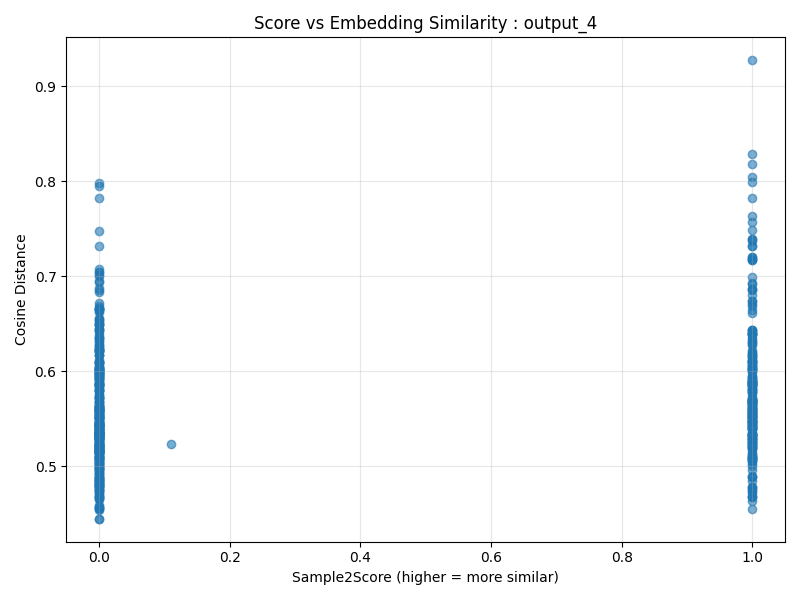 Score vs Embedding Similarity : output_4
Cosine Distance
0.9
0.8
0.7
0.6
0.5
0.0 0.2 0.4 0.6 0.8 1.0
Sample2Score (higher = more similar)